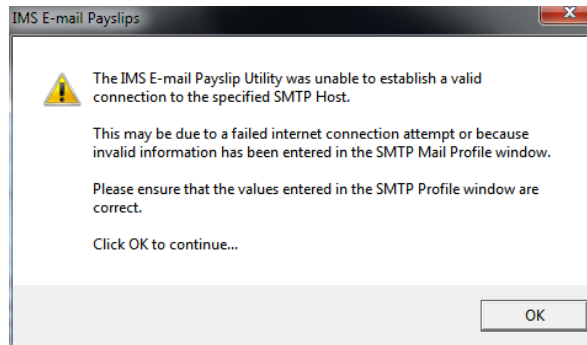 IMS E-mail Payslips
The IMS E-mail Payslip Utility was unable to establish a valid
connection to the specified SMTP Host.
This may be due to a failed internet connection attempt or because
invalid information has been entered in the SMTP Mail Profile window.
Please ensure that the values entered in the SMTP Profile window are
correct.
Click OK to continue...
OK